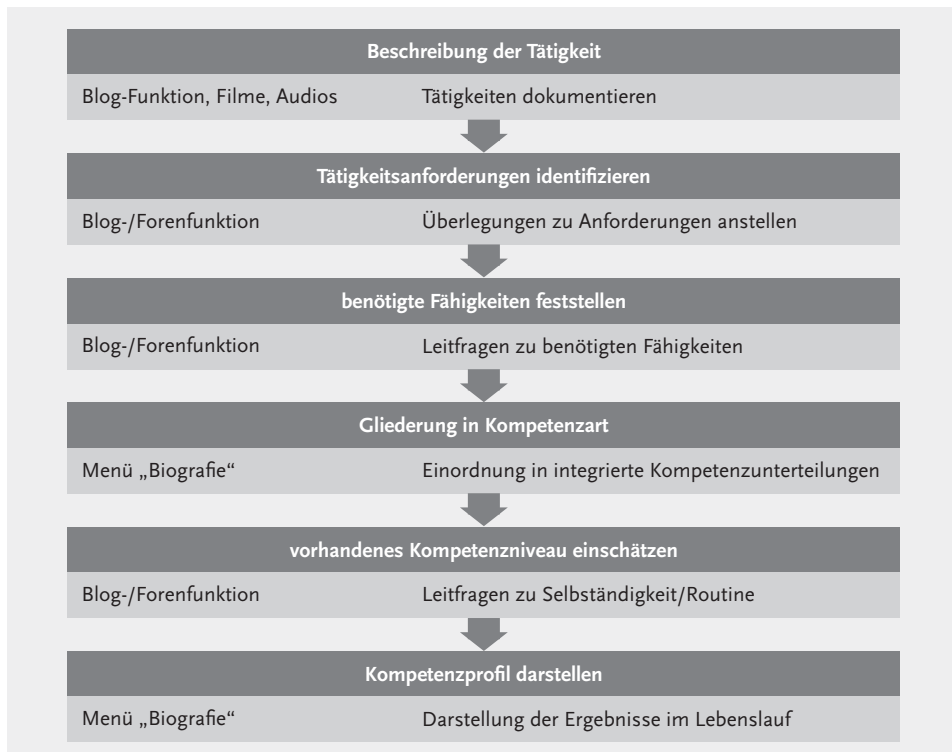 Beschreibung der Tätigkeit
Blog-Funktion, Filme, Audios Tätigkeiten dokumentieren
Tätigkeitsanforderungen identifizieren
Blog-/Forenfunktion Überlegungen zu Anforderungen anstellen
benötigte Fähigkeiten feststellen
Blog-/Forenfunktion Leitfragen zu benötigten Fähigkeiten
Gliederung in Kompetenzart
Menü „Biografie“ Einordnung in integrierte Kompetenzunterteilungen
vorhandenes Kompetenzniveau einschätzen
Blog-/Forenfunktion Leitfragen zu Selbständigkeit/Routine
Kompetenzprofil darstellen
Menü „Biografie“ Darstellung der Ergebnisse im Lebenslauf